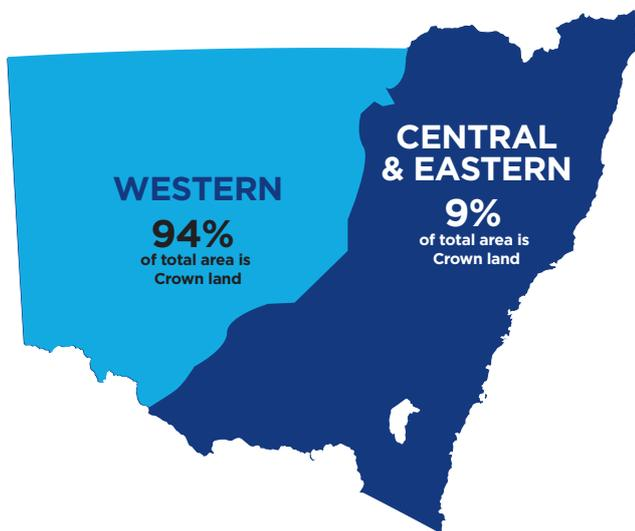 WESTERN
94%
of total area is
Crown land
CENTRAL
& EASTERN
9%
of total area is
Crown land